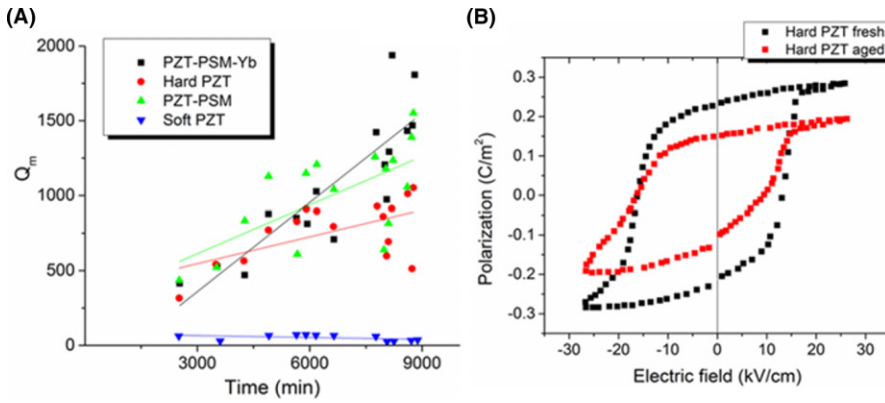 (A)
2000
1500
1000
500
0
Qm
PZT-PSM-Yb
Hard PZT
PZT-PSM
Soft PZT
3000
6000
9000
Time (min)
(B)
Hard PZT fresh
Hard PZT aged
0.3
0.2
0.1
0.0
-0.1
-0.2
-0.3
Polarization (C/m²)
-30
-20
-10
0
10
20
30
Electric field (kV/cm)